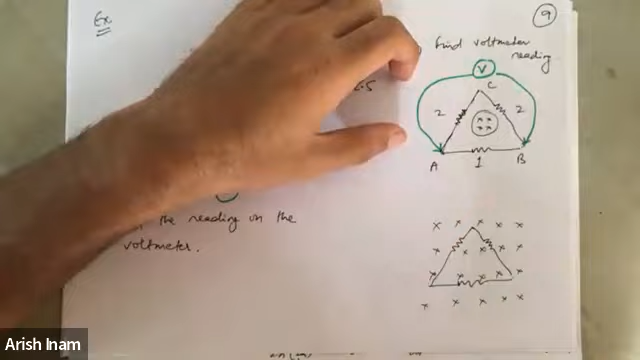 Ex
9
Find voltmeter
reading
V
C
2
2
A
1
B
the reading on the
voltmeter.
Arish Inam